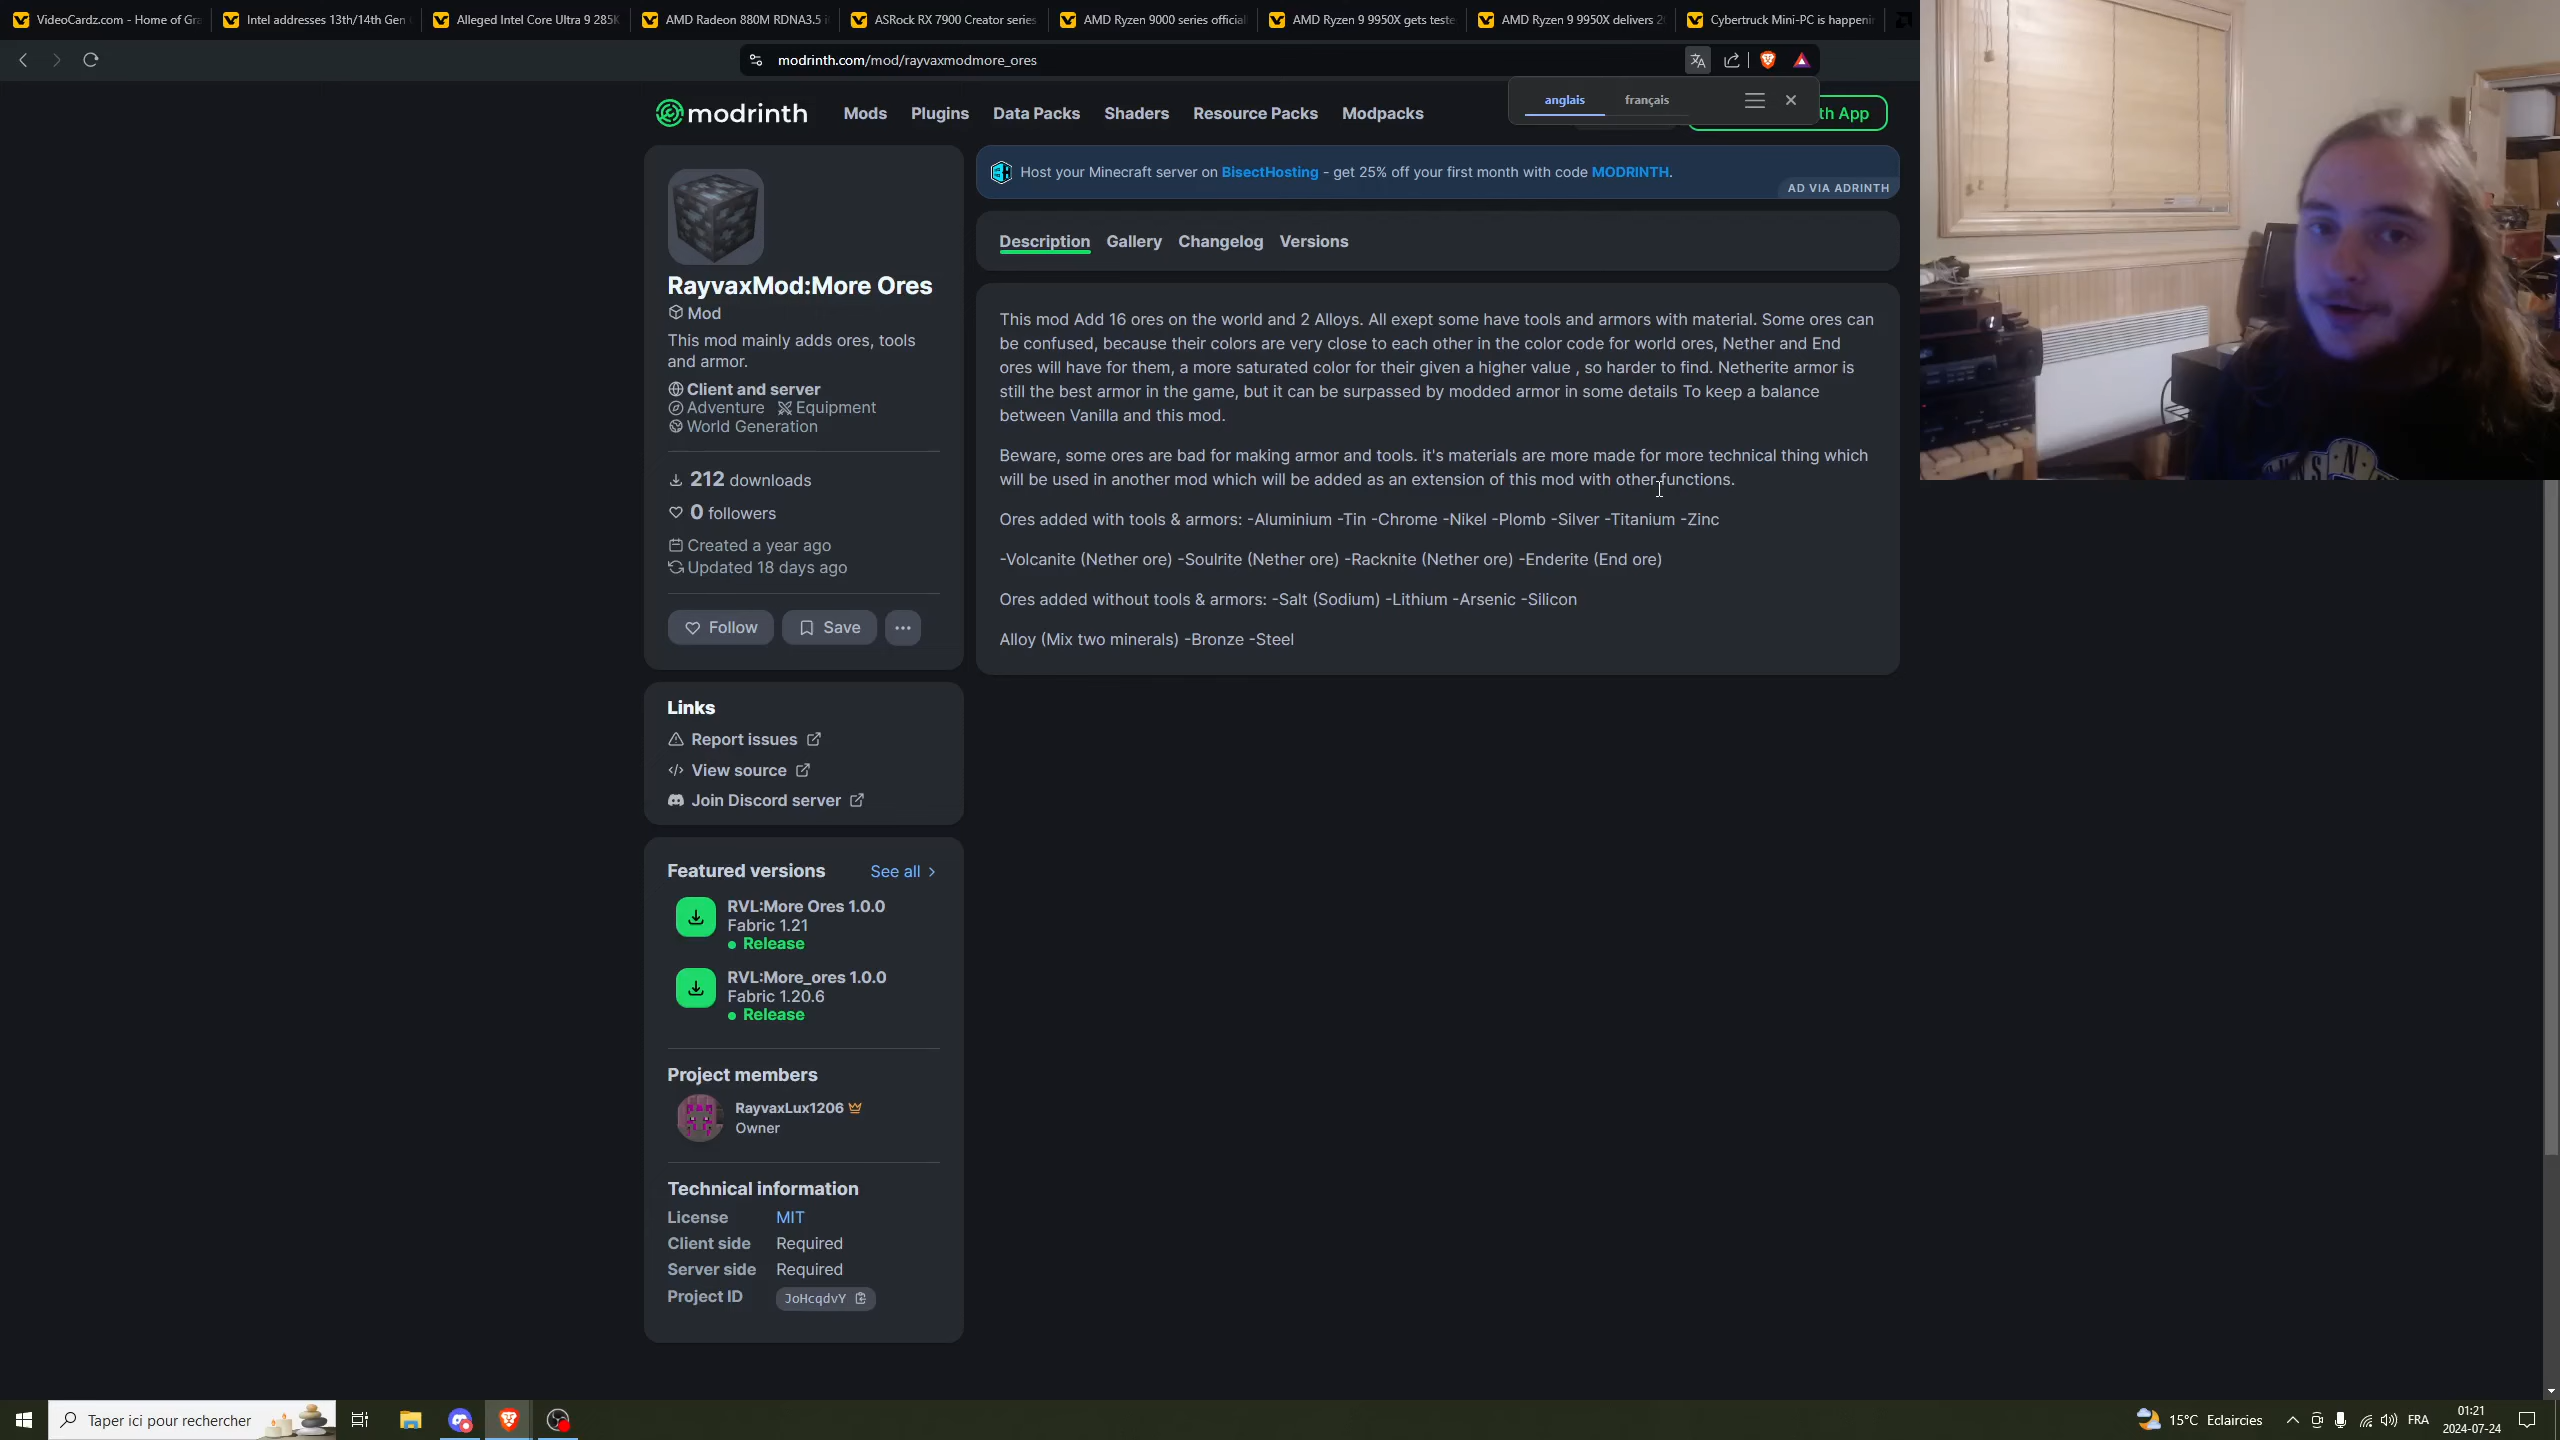 VideoCardz.com - Home of Gra
Intel addresses 13th/14th Gen
Alleged Intel Core Ultra 9 285K
AMD Radeon 880M RDNA3.5 i
ASRock RX 7900 Creator series
AMD Ryzen 9000 series official
AMD Ryzen 9 9950X gets teste
AMD Ryzen 9 9950X delivers 2
Cybertruck Mini-PC is happenin
modrinth.com/mod/rayvaxmodmore_ores
anglais français
modrinth Mods Plugins Data Packs Shaders Resource Packs Modpacks th App
RayvaxMod:More Ores
Mod
This mod mainly adds ores, tools
and armor.
Client and server
Adventure Equipment
World Generation
212 downloads
0 followers
Created a year ago
Updated 18 days ago
Follow Save
Links
Report issues
View source
Join Discord server
Featured versions See all
RVL:More Ores 1.0.0
Fabric 1.21
Release
RVL:More_ores 1.0.0
Fabric 1.20.6
Release
Project members
RayvaxLux1206
Owner
Technical information
License MIT
Client side Required
Server side Required
Project ID JoHcqdvY
Host your Minecraft server on BisectHosting - get 25% off your first month with code MODRINTH.
AD VIA ADRINTH
Description Gallery Changelog Versions
This mod Add 16 ores on the world and 2 Alloys. All exept some have tools and armors with material. Some ores can
be confused, because their colors are very close to each other in the color code for world ores, Nether and End
ores will have for them, a more saturated color for their given a higher value , so harder to find. Netherite armor is
still the best armor in the game, but it can be surpassed by modded armor in some details To keep a balance
between Vanilla and this mod.
Beware, some ores are bad for making armor and tools. it's materials are more made for more technical thing which
will be used in another mod which will be added as an extension of this mod with other functions.
Ores added with tools & armors: -Aluminium -Tin -Chrome -Nikel -Plomb -Silver -Titanium -Zinc
-Volcanite (Nether ore) -Soulrite (Nether ore) -Racknite (Nether ore) -Enderite (End ore)
Ores added without tools & armors: -Salt (Sodium) -Lithium -Arsenic -Silicon
Alloy (Mix two minerals) -Bronze -Steel
Taper ici pour rechercher
15°C Eclaircies
FRA
01:21
2024-07-24